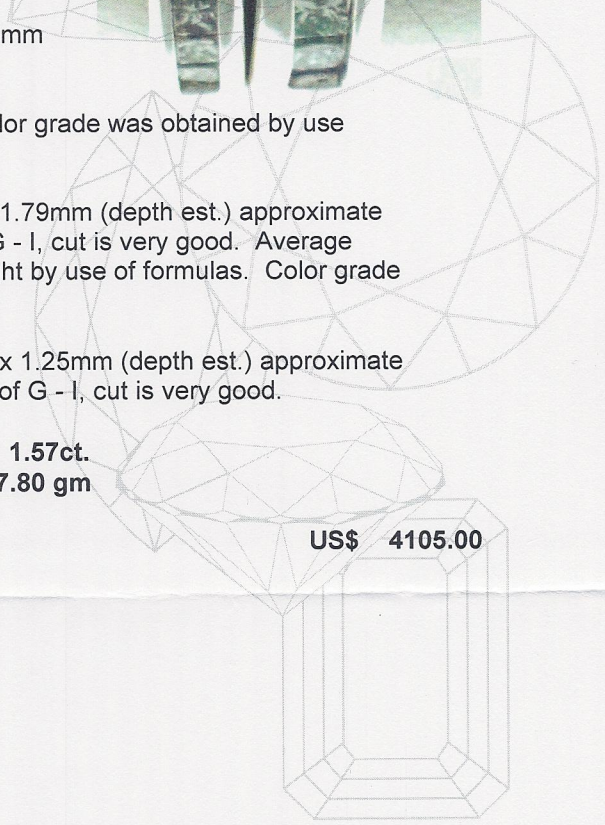 mm
lor grade was obtained by use
1.79mm (depth est.) approximate
G - I, cut is very good.  Average
ht by use of formulas.  Color grade
x 1.25mm (depth est.) approximate
of G - I, cut is very good.
1.57ct.
7.80 gm
US$    4105.00